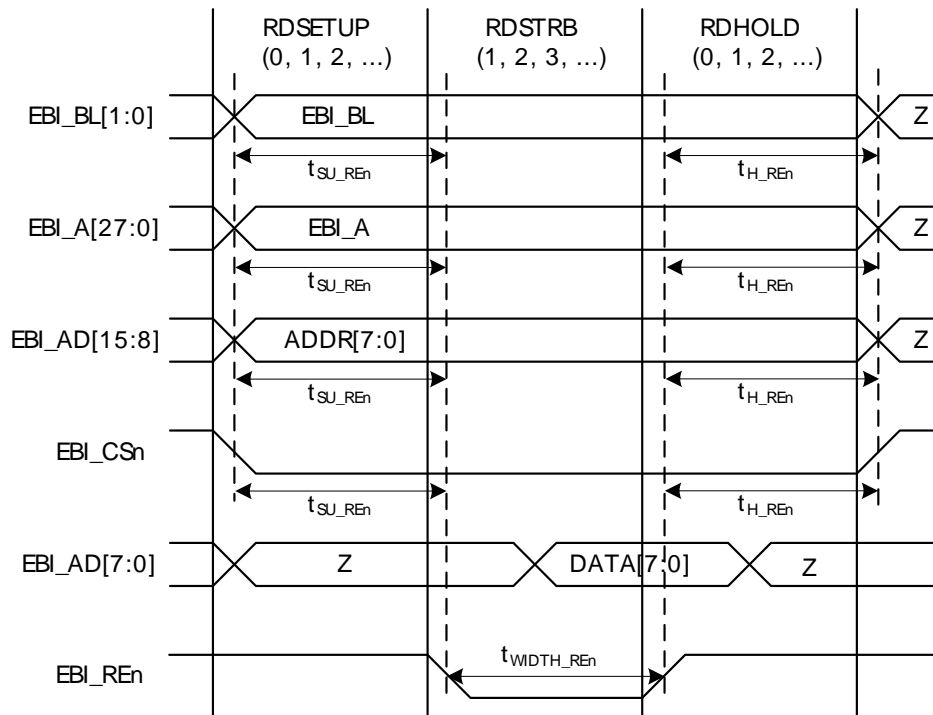 RDSETUP RDSTRB RDHOLD
(0, 1, 2, ...) (1, 2, 3, ...) (0, 1, 2, ...)
EBI_BL[1:0] EBI_BL Z
tSU_REn tH_REn
EBI_A[27:0] EBI_A Z
tSU_REn tH_REn
EBI_AD[15:8] ADDR[7:0] Z
tSU_REn tH_REn
EBI_CSn
tSU_REn tH_REn
EBI_AD[7:0] Z DATA[7:0] Z
tWIDTH_REn
EBI_REn